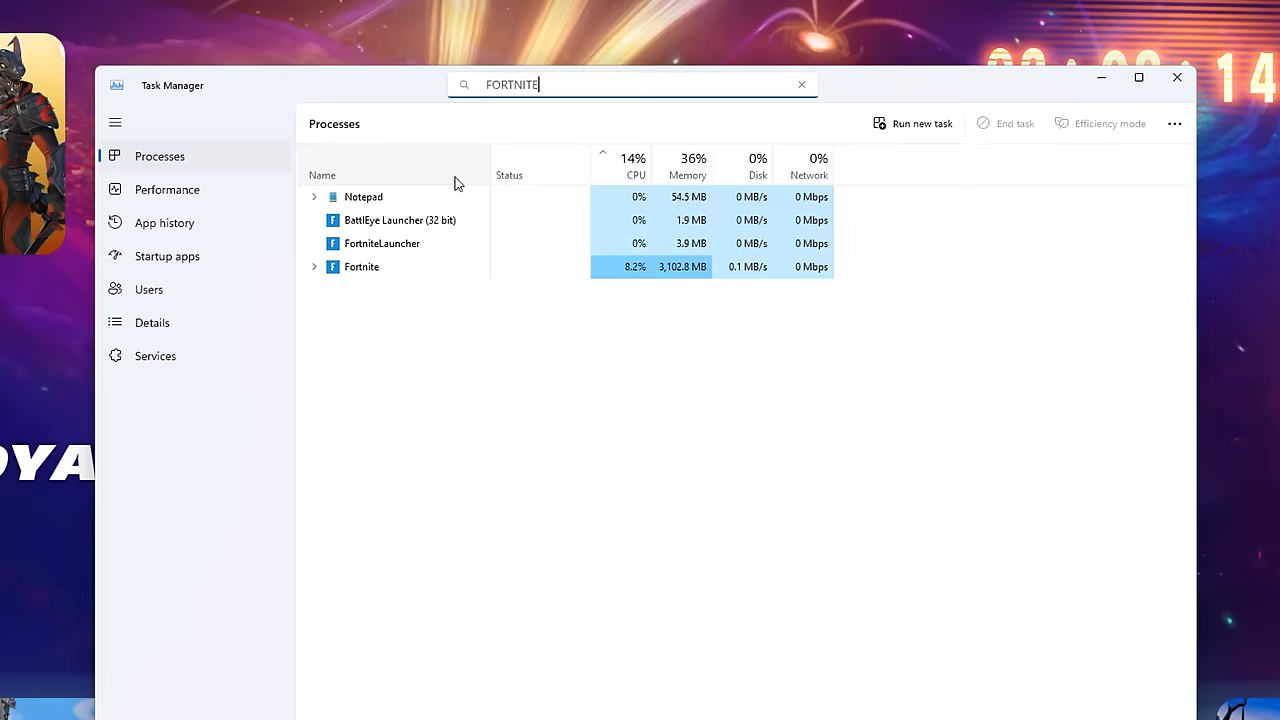 Task Manager
FORTNITE
14
Processes
Run new task
End task
Efficiency mode
Processes
Performance
App history
Startup apps
Users
Details
Services
14% 36% 0% 0%
Name Status CPU Memory Disk Network
Notepad 0% 54.5 MB 0 MB/s 0 Mbps
BattlEye Launcher (32 bit) 0% 1.9 MB 0 MB/s 0 Mbps
FortniteLauncher 0% 3.9 MB 0 MB/s 0 Mbps
Fortnite 8.2% 3,102.8 MB 0.1 MB/s 0 Mbps
OYA